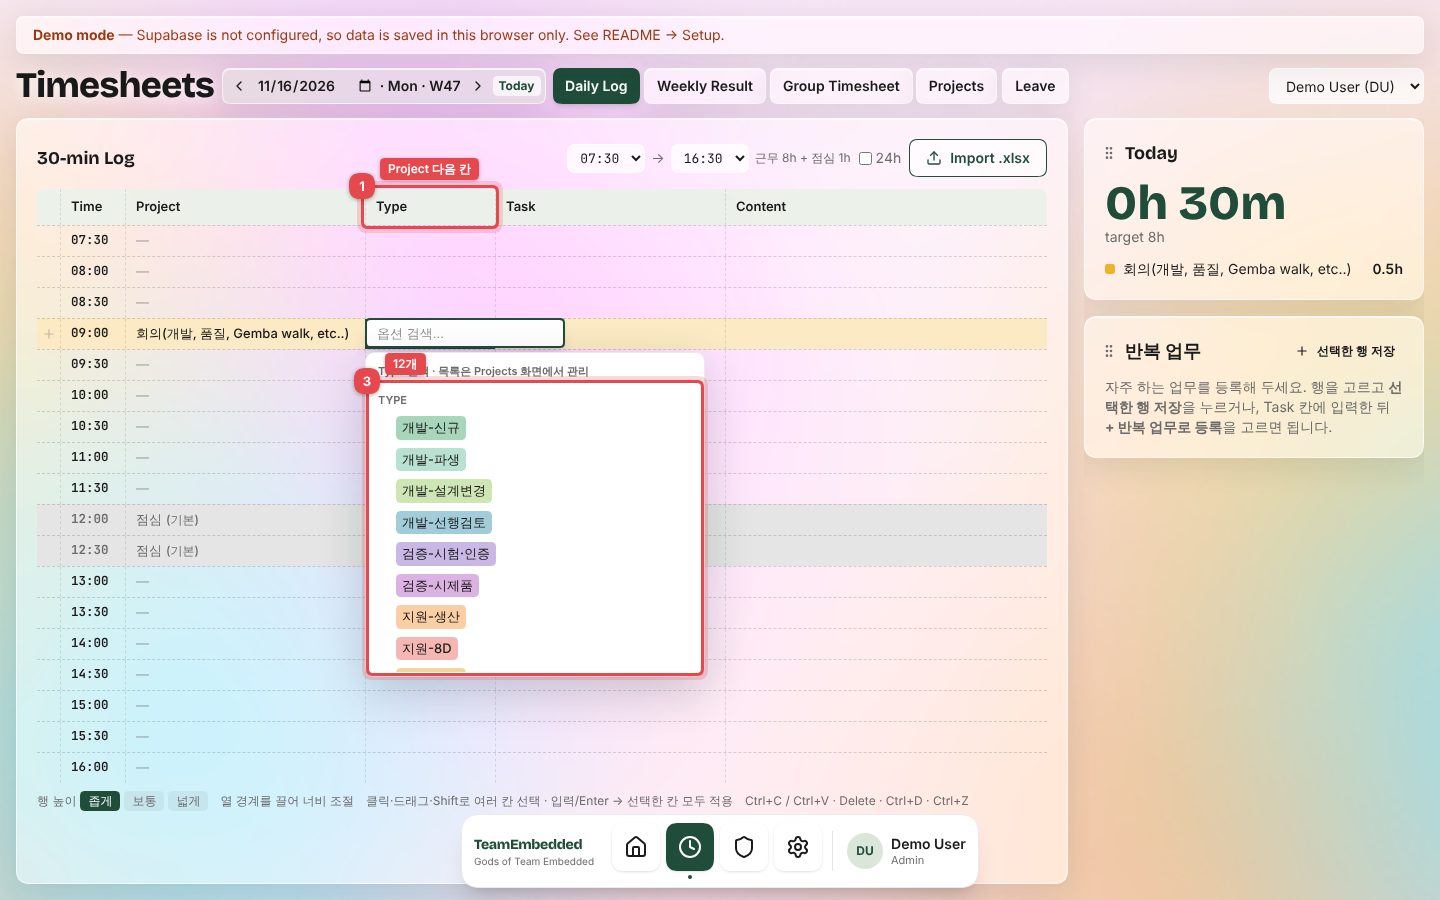 Demo mode — Supabase is not configured, so data is saved in this browser only. See README → Setup.
Timesheets
11/16/2026 · Mon · W47 Today
Daily Log
Weekly Result
Group Timesheet
Projects
Leave
Demo User (DU)
30-min Log
07:30 → 16:30 근무 8h + 점심 1h 24h
Import .xlsx
Project 다음 칸
1
Time Project Type Task Content
07:30 —
08:00 —
08:30 —
+ 09:00 회의(개발, 품질, Gemba walk, etc..) 옵션 검색...
09:30 —
10:00 —
10:30 —
11:00 —
11:30 —
12:00 점심 (기본)
12:30 점심 (기본)
13:00 —
13:30 —
14:00 —
14:30 —
15:00 —
15:30 —
16:00 —
12개
· 목록은 Projects 화면에서 관리
3
TYPE
개발-신규
개발-파생
개발-설계변경
개발-선행검토
검증-시험·인증
검증-시제품
지원-생산
지원-8D
행 높이 좁게 보통 넓게 열 경계를 끌어 너비 조절 클릭·드래그·Shift로 여러 칸 선택 · 입력/Enter → 선택한 칸 모두 적용 Ctrl+C / Ctrl+V · Delete · Ctrl+D · Ctrl+Z
Today
0h 30m
target 8h
회의(개발, 품질, Gemba walk, etc..) 0.5h
반복 업무
+ 선택한 행 저장
자주 하는 업무를 등록해 두세요. 행을 고르고 선
택한 행 저장을 누르거나, Task 칸에 입력한 뒤
+ 반복 업무로 등록을 고르면 됩니다.
TeamEmbedded
Gods of Team Embedded
DU
Demo User
Admin